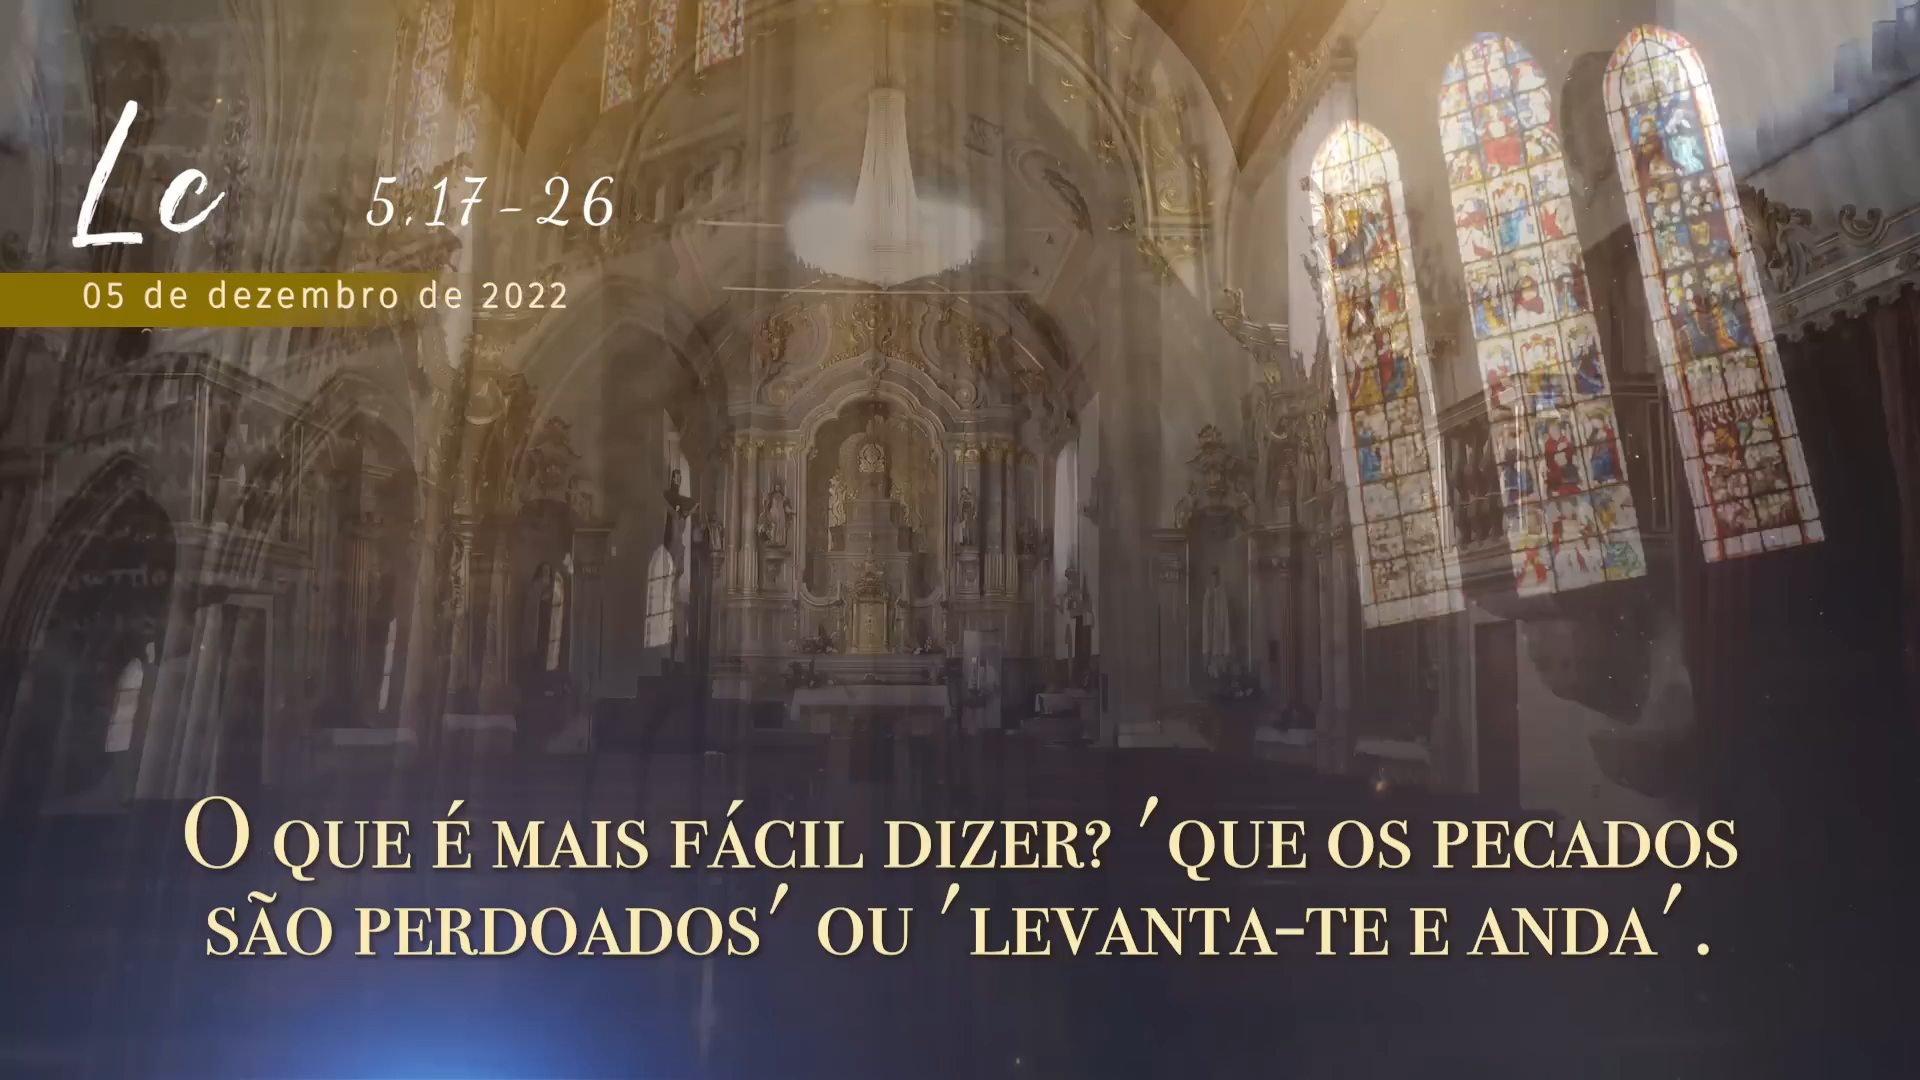 Lc 5.17-26
05 de dezembro de 2022
O QUE É MAIS FÁCIL DIZER? 'QUE OS PECADOS
SÃO PERDOADOS' OU 'LEVANTA-TE E ANDA'.